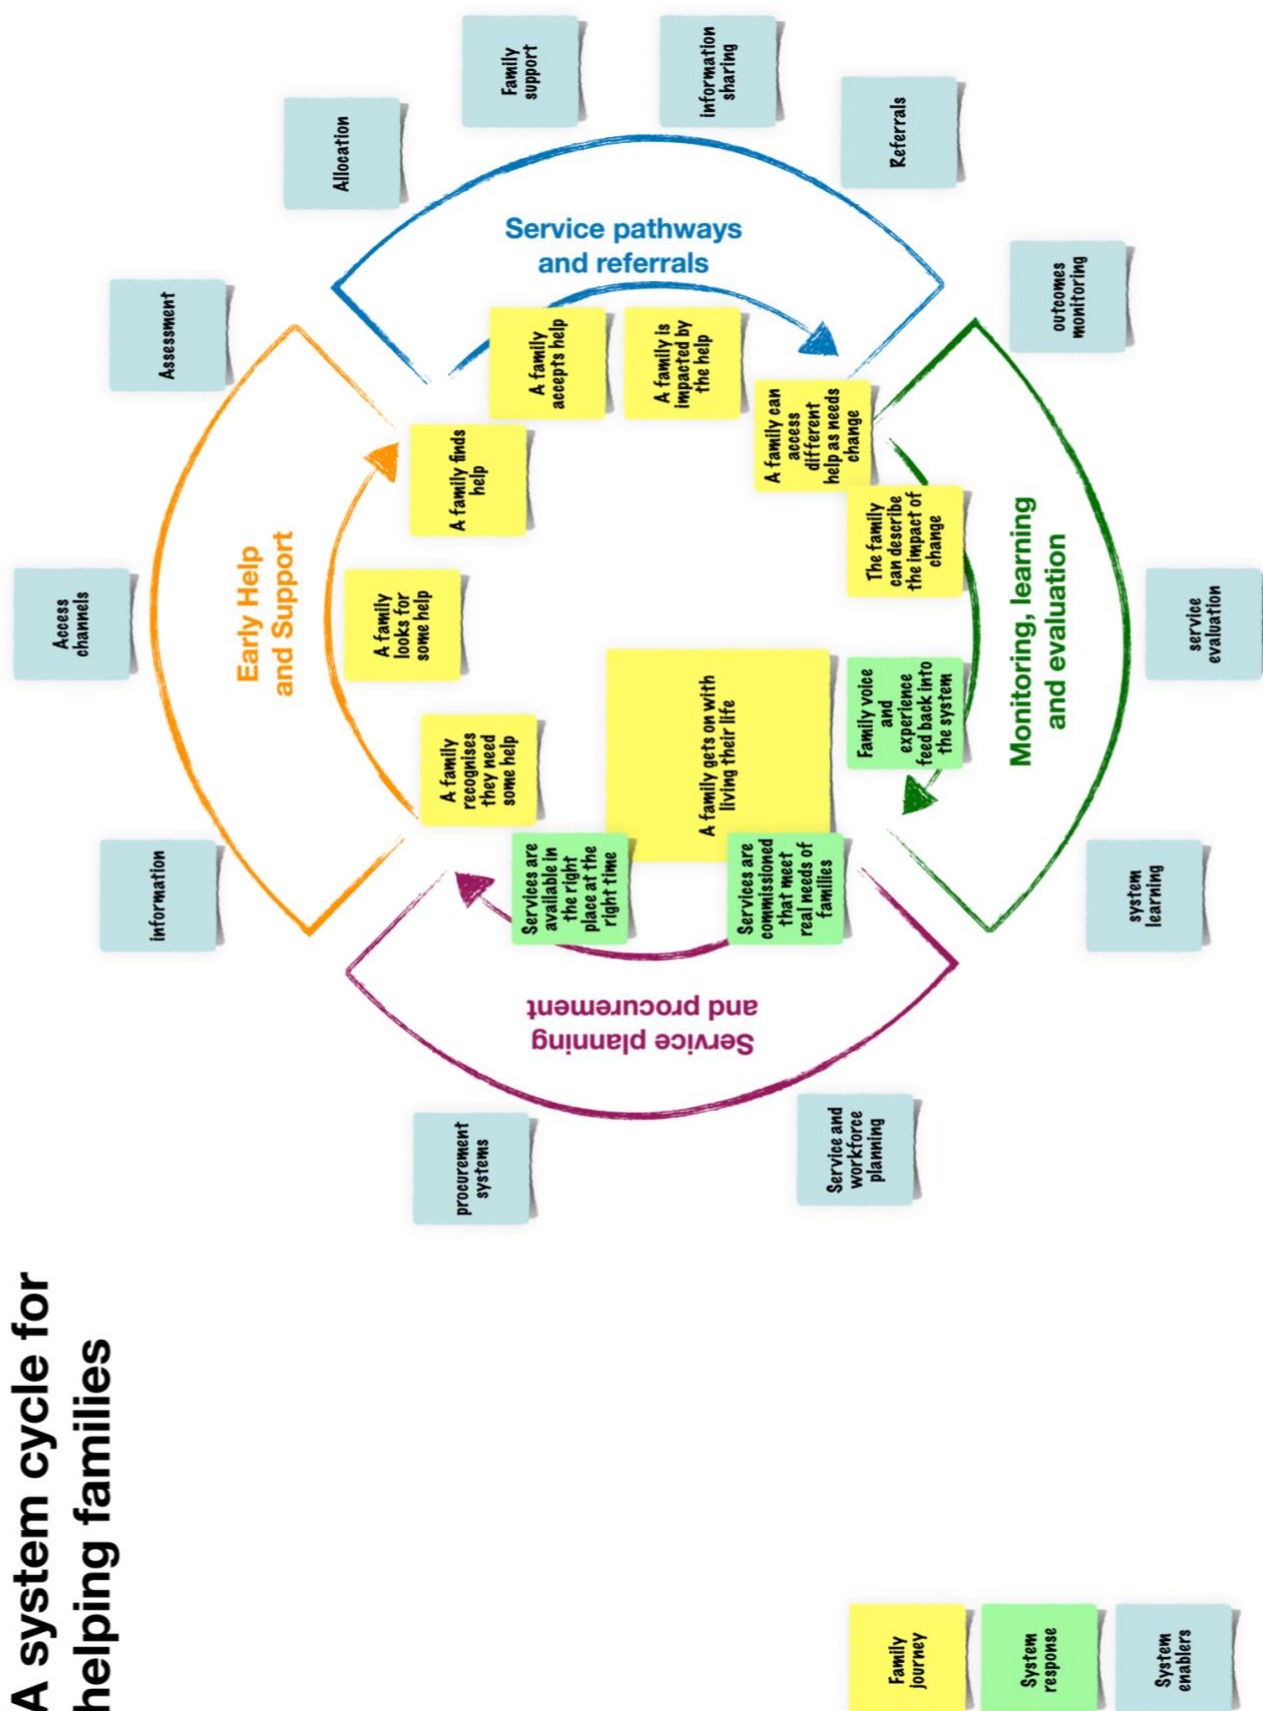 A system cycle for
helping families
Early Help
and Support
Service pathways
and referrals
Monitoring, learning
and evaluation
Service planning
and procurement
information
Access
channels
Assessment
Allocation
Family
support
information
sharing
Referrals
outcomes
monitoring
service
evaluation
system
learning
Service and
workforce
planning
procurement
systems
A family
recognises
they need
some help
A family
looks for
some help
A family finds
help
A family
accepts help
A family is
impacted by
the help
A family can
access
different
help as needs
change
The family
can describe
the impact of
change
Family voice
and
experience
feed back into
the system
Services are
commissioned
that meet
real needs of
families
Services are
available in
the right
place at the
right time
A family gets on with
living their life
Family
journey
System
response
System
enablers